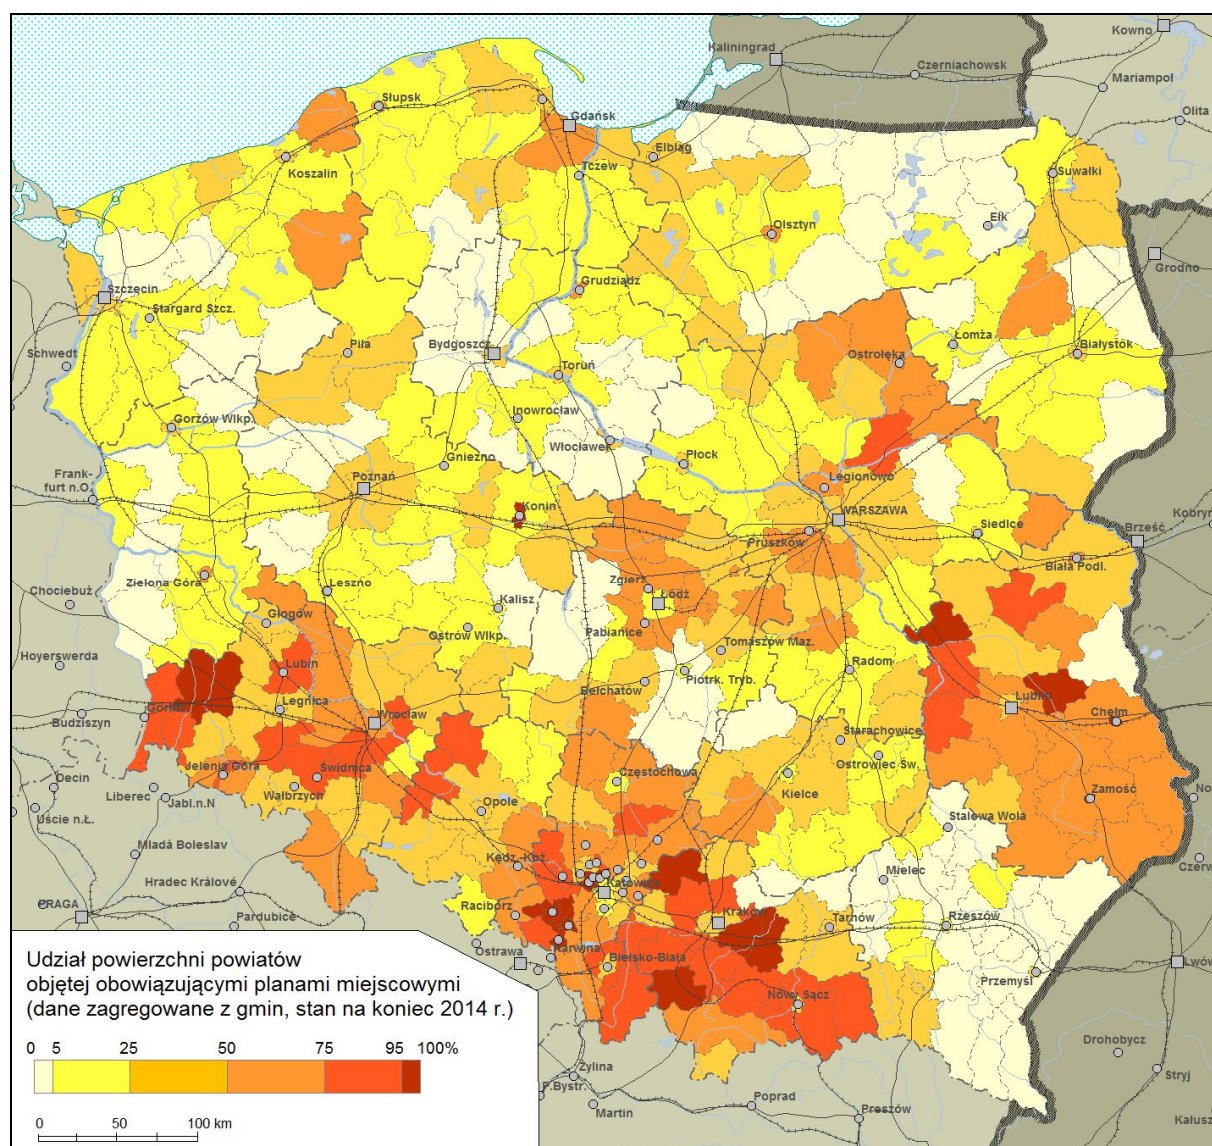 Kowno
Kaliningrad
Czerniachowsk
Mariampol
Słupsk
Gdańsk
Olita
Elbląg
Koszalin
Tczew
Suwałki
Olsztyn
Ełk
Grodno
Szczecin
Grudziądz
Stargard Szcz.
Łomża
Schwedt
Piła
Bydgoszcz
Ostrołęka
Białystok
Toruń
Gorzów Wlkp.
Inowrocław
Włocławek
Płock
Gniezno
Frank-
furt n.O.
Poznań
Legionowo
Konin
WARSZAWA
Siedlce
Brześć
Kobryń
Pruszków
Biała Podl.
Zielona Góra
Leszno
Zgierz
Łódź
Chociebuż
Kalisz
Głogów
Pabianice
Ostrów Wlkp.
Tomaszów Maz.
Hoyerswerda
Lubin
Radom
Piotrk. Tryb.
Bełchatów
Lublin
Legnica
Budziszyn
Görlitz
Wrocław
Chełm
Starachowice
Jelenia Góra
Ostrowiec Św.
Decin
Świdnica
Częstochowa
Liberec
Wałbrzych
Kielce
Zamość
Jabl.n.N
Opole
Uście n.Ł.
Stalowa Wola
Mladá Boleslav
Kędz.-Koź.
Mielec
Hradec Králové
Katowice
PRAGA
Racibórz
Kraków
Tarnów
Rzeszów
Pardubice
Ostrawa
Karwina
Bielsko-Biała
Lwów
Przemyśl
Nowy Sącz
Udział powierzchni powiatów
objętej obowiązującymi planami miejscowymi
(dane zagregowane z gmin, stan na koniec 2014 r.)
0 5 25 50 75 95 100%
0 50 100 km
Drohobycz
Stryj
Żylina
F.Bystr.
Martin
Poprad
Preszów